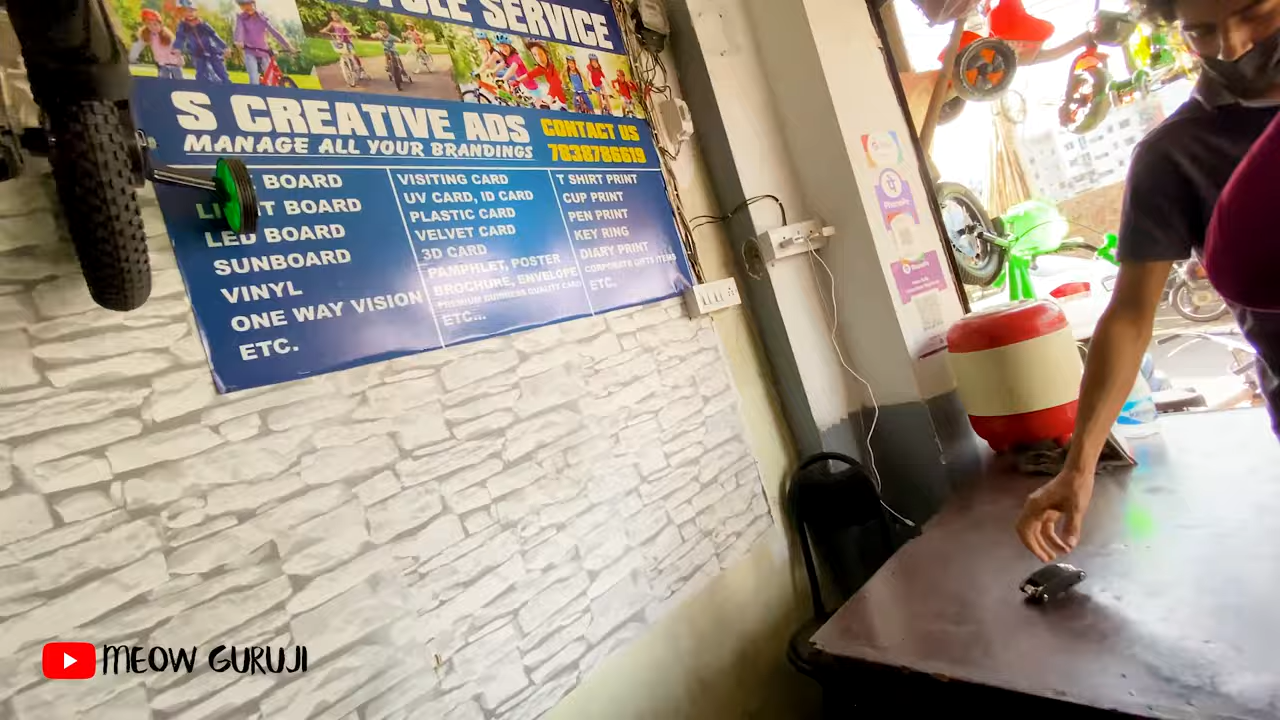 CYCLE SERVICE
S CREATIVE ADS
MANAGE ALL YOUR BRANDINGS
CONTACT US
7838786619
BOARD
BOARD
LED BOARD
SUNBOARD
VINYL
ONE WAY VISION
ETC.
VISITING CARD
UV CARD, ID CARD
PLASTIC CARD
VELVET CARD
3D CARD
PAMPHLET, POSTER
BROCHURE, ENVELOPE
ETC...
T SHIRT PRINT
CUP PRINT
PEN PRINT
KEY RING
DIARY PRINT
CORPORATE GIFTS ITEMS
ETC.
PhonePe
MEOW GURUJI